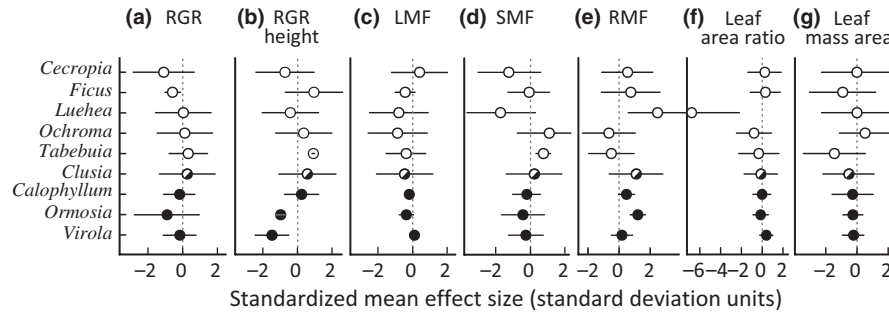 (a) RGR (b) RGR height (c) LMF (d) SMF (e) RMF (f) Leaf area ratio (g) Leaf mass area
Cecropia
Ficus
Luehea
Ochroma
Tabebuia
Clusia
Calophyllum
Ormosia
Virola
−2 0 2 −2 0 2 −2 0 2 −2 0 2 −2 0 2 −6 −4 −2 0 2 −2 0 2
Standardized mean effect size (standard deviation units)